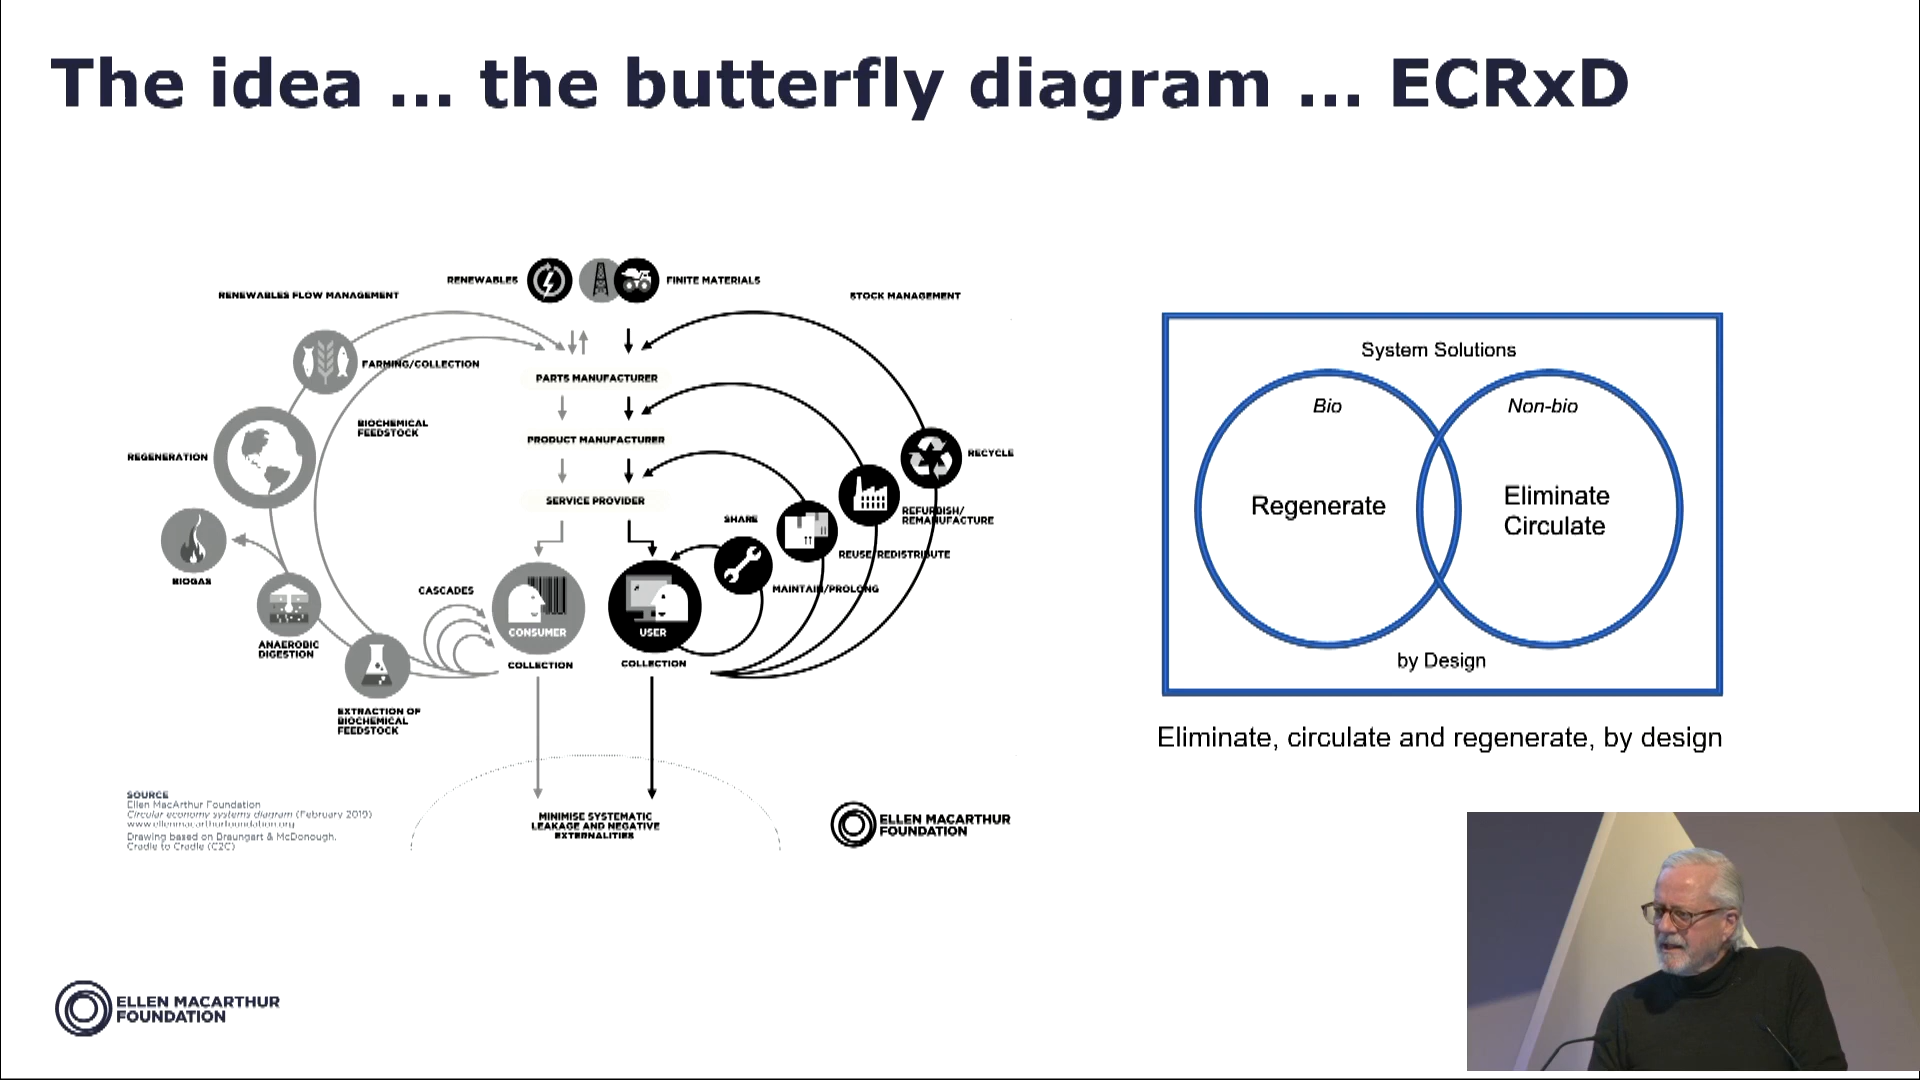 The idea ... the butterfly diagram ... ECRxD
RENEWABLES
FINITE MATERIALS
RENEWABLES FLOW MANAGEMENT
STOCK MANAGEMENT
FARMING/COLLECTION
PARTS MANUFACTURER
BIOCHEMICAL
FEEDSTOCK
PRODUCT MANUFACTURER
REGENERATION
RECYCLE
SERVICE PROVIDER
SHARE
REFURBISH/
REMANUFACTURE
REUSE/REDISTRIBUTE
BIOGAS
CASCADES
MAINTAIN/PROLONG
CONSUMER
USER
ANAEROBIC
DIGESTION
COLLECTION
COLLECTION
EXTRACTION OF
BIOCHEMICAL
FEEDSTOCK
SOURCE
Ellen MacArthur Foundation
Circular economy systems diagram (February 2019)
www.ellenmacarthurfoundation.org
Drawing based on Braungart & McDonough,
Cradle to Cradle (C2C)
MINIMISE SYSTEMATIC
LEAKAGE AND NEGATIVE
EXTERNALITIES
ELLEN MACARTHUR
FOUNDATION
System Solutions
Bio
Non-bio
Regenerate
Eliminate
Circulate
by Design
Eliminate, circulate and regenerate, by design
ELLEN MACARTHUR
FOUNDATION